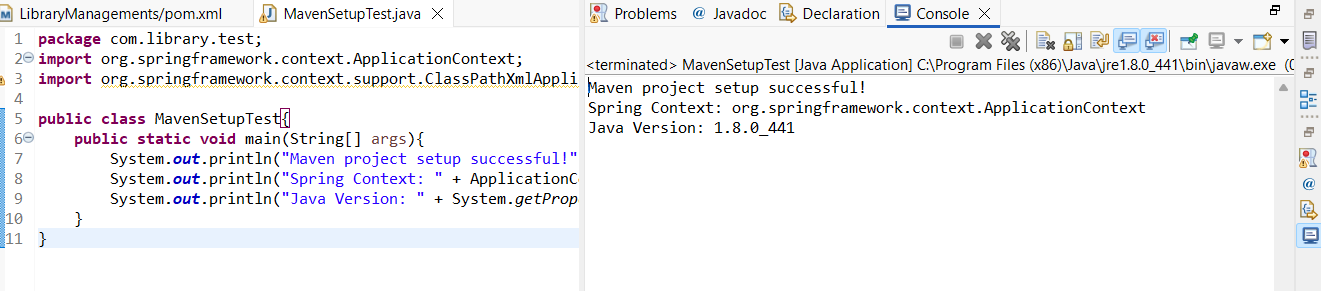 LibraryManagements/pom.xml
MavenSetupTest.java
Problems
Javadoc
Declaration
Console
1 package com.library.test;
2 import org.springframework.context.ApplicationContext;
3 import org.springframework.context.support.ClassPathXmlAppli
4
5 public class MavenSetupTest{
6 public static void main(String[] args){
7 System.out.println("Maven project setup successful!"
8 System.out.println("Spring Context: " + ApplicationC
9 System.out.println("Java Version: " + System.getProp
10 }
11 }
<terminated> MavenSetupTest [Java Application] C:\Program Files (x86)\Java\jre1.8.0_441\bin\javaw.exe (0
Maven project setup successful!
Spring Context: org.springframework.context.ApplicationContext
Java Version: 1.8.0_441